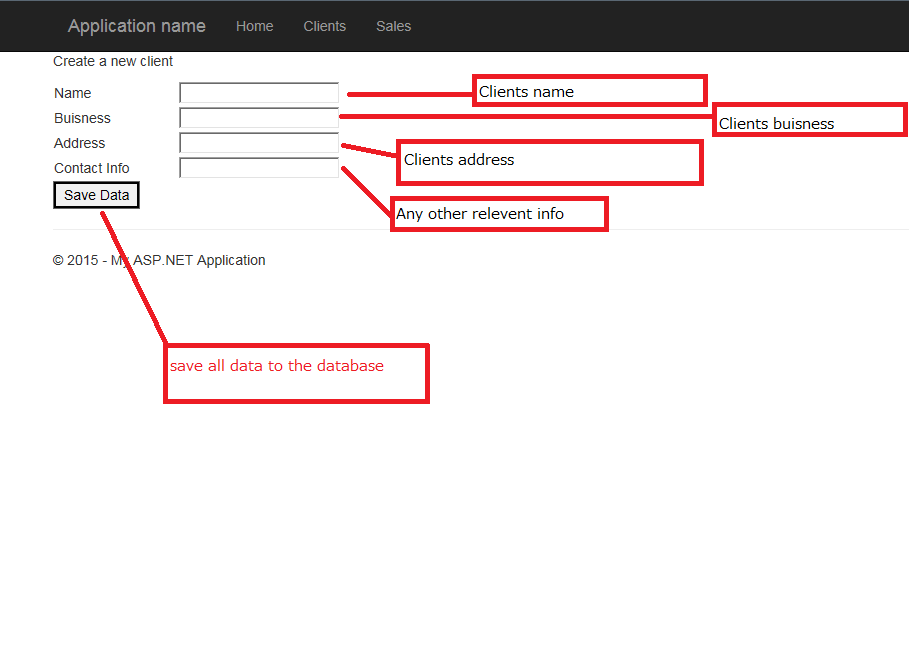 Application name Home Clients Sales
Create a new client
Name
Clients name
Buisness
Clients buisness
Address
Clients address
Contact Info
Save Data
Any other relevent info
© 2015 - My ASP.NET Application
save all data to the database